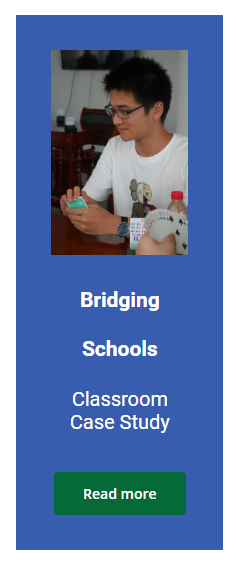 Bridging
Schools
Classroom
Case Study
Read more